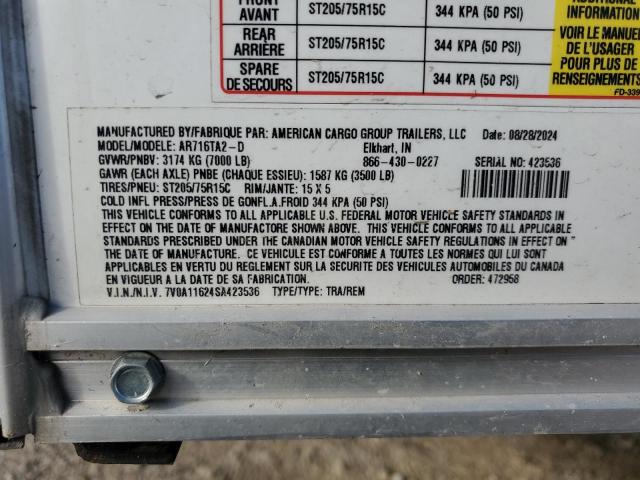 FRONT
AVANT
ST205/75R15C
344 KPA (50 PSI)
REAR
ARRIÈRE
ST205/75R15C
344 KPA (50 PSI)
SPARE
DE SECOURS
ST205/75R15C
344 KPA (50 PSI)
ADDITIONAL
INFORMATION
VOIR LE MANUEL
DE L'USAGER
POUR PLUS DE
RENSEIGNEMENTS
FD-339
MANUFACTURED BY/FABRIQUE PAR: AMERICAN CARGO GROUP TRAILERS, LLC Date: 08/28/2024
MODEL/MODELE: AR716TA2-D Elkhart, IN
GVWR/PNBV: 3174 KG (7000 LB) 866-430-0227 SERIAL NO: 423536
GAWR (EACH AXLE) PNBE (CHAQUE ESSIEU) : 1587 KG (3500 LB)
TIRES/PNEU: ST205/75R15C RIM/JANTE: 15 X 5
COLD INFL PRESS/PRESS DE GONFL.A.FROID 344 KPA (50 PSI)
THIS VEHICLE CONFORMS TO ALL APPLICABLE U.S. FEDERAL MOTOR VEHICLE SAFETY STANDARDS IN
EFFECT ON THE DATE OF MANUFACTORE SHOWN ABOVE. THIS VEHICLE CONFORMS TO ALL APPLICABLE
STANDARDS PRESCRIBED UNDER THE CANADIAN MOTOR VEHICLE SAFETY REGULATIONS IN EFFECT ON
THE DATE OF MANUFACTURE. CE VEHICULE EST CONFORME A TOUTES LES NORMES QUI LUI SONT
APPLICABLES EN VERTU DU REGLEMENT SUR LA SECURITE DES VEHICULES AUTOMOBILES DU CANADA
EN VIGUEUR A LA DATE DE SA FABRICATION. ORDER: 472958
V.I.N./N.I.V. 7V0A11624SA423536 TYPE/TYPE: TRA/REM